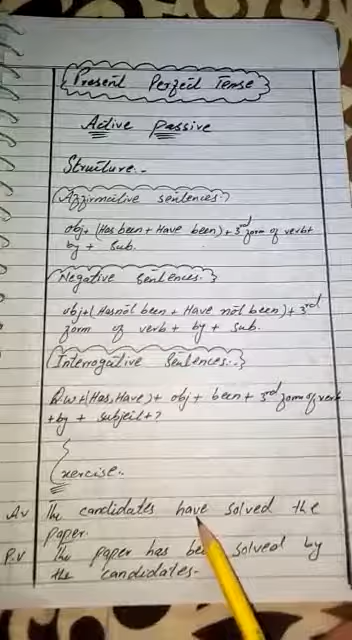 Present Perfect Tense
Active Passive
Structure:-
Affirmative sentences:-
obj+ (Has been + Have been) + 3rd form of verb+
by + sub.
Negative sentences:-
obj+(Has not been + Have not been) + 3rd
form of verb + by + sub.
Interrogative Sentences:-
Q.w+(Has, Have)+ obj + been + 3rd form of verb
+by + subject+?
Exercise:-
A.V The candidates have solved the
paper.
P.V The paper has been solved by
the candidates.